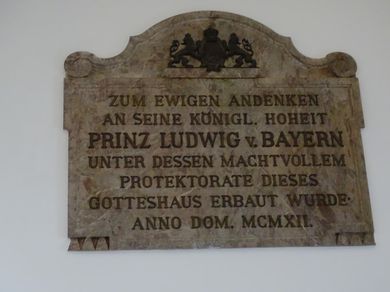 ZUM EWIGEN ANDENKEN
AN SEINE KÖNIGL. HOHEIT
PRINZ LUDWIG v. BAYERN
UNTER DESSEN MACHTVOLLEM
PROTEKTORATE DIESES
GOTTESHAUS ERBAUT WURDE·
ANNO DOM. MCMXII.